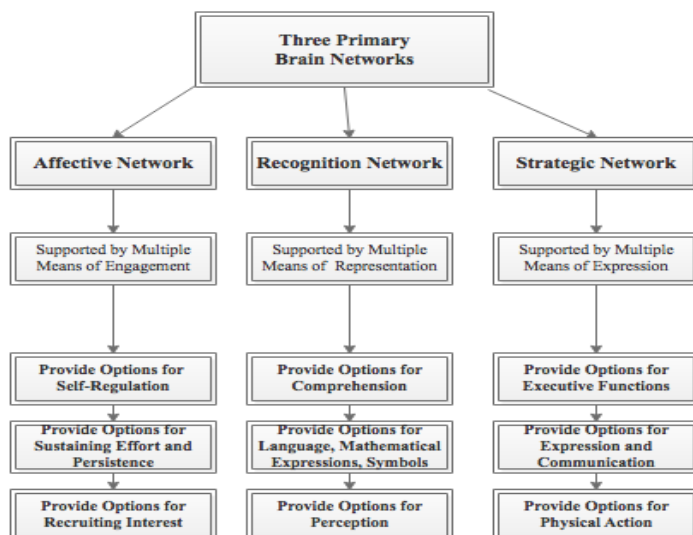 Three Primary
Brain Networks
Affective Network
Recognition Network
Strategic Network
Supported by Multiple
Means of Engagement
Supported by Multiple
Means of Representation
Supported by Multiple
Means of Expression
Provide Options for
Self-Regulation
Provide Options for
Comprehension
Provide Options for
Executive Functions
Provide Options for
Sustaining Effort and
Persistence
Provide Options for
Language, Mathematical
Expressions, Symbols
Provide Options for
Expression and
Communication
Provide Options for
Recruiting Interest
Provide Options for
Perception
Provide Options for
Physical Action